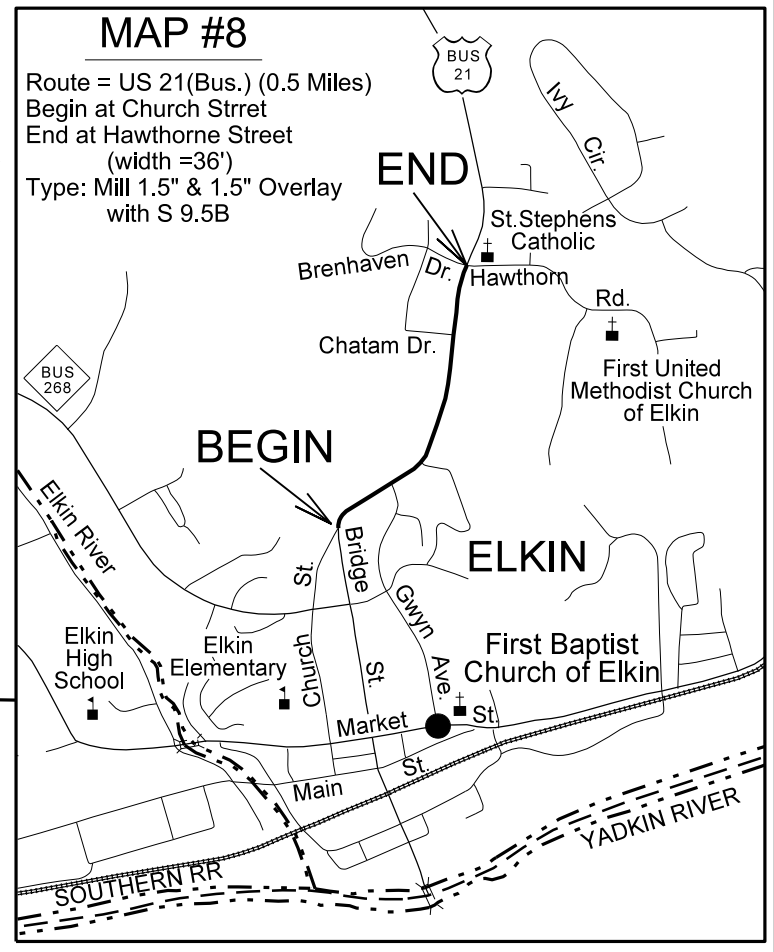 MAP #8
Route = US 21(Bus.) (0.5 Miles)
Begin at Church Strret
End at Hawthorne Street
(width =36')
Type: Mill 1.5" & 1.5" Overlay
with S 9.5B
BUS
21
Ivy Cir.
END
St.Stephens
Catholic
Brenhaven Dr.
Hawthorn Rd.
Chatam Dr.
First United
Methodist Church
of Elkin
BUS
268
BEGIN
Elkin River
Bridge St.
Church St.
ELKIN
Gwyn Ave.
Elkin
High
School
Elkin
Elementary
First Baptist
Church of Elkin
Market St.
Main St.
YADKIN RIVER
SOUTHERN RR